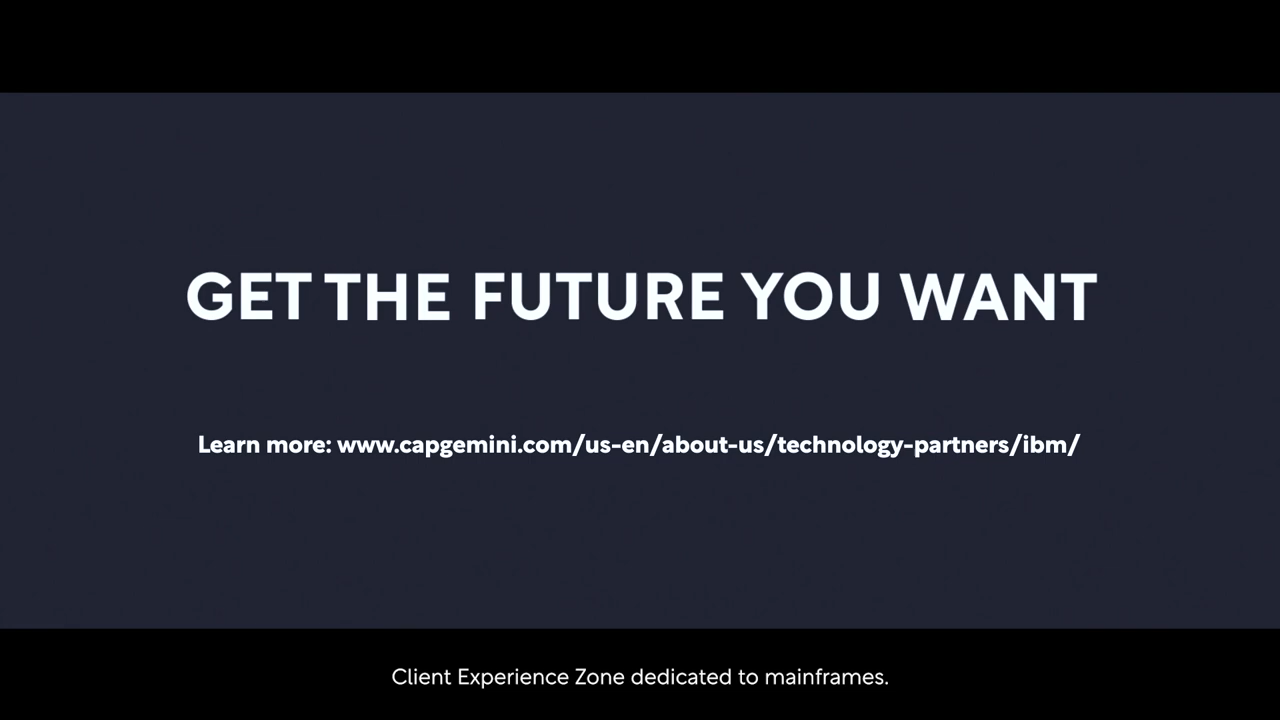 GET THE FUTURE YOU WANT
Learn more: www.capgemini.com/us-en/about-us/technology-partners/ibm/
Client Experience Zone dedicated to mainframes.